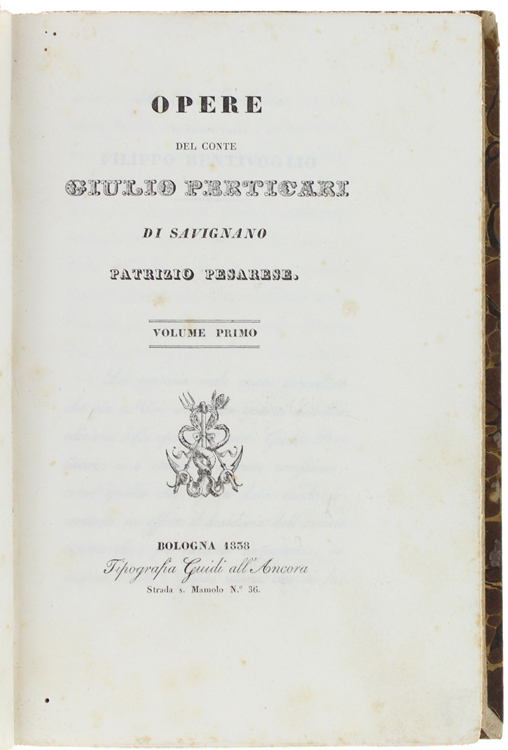 OPERE
DEL CONTE
GIULIO PERTICARI
DI SAVIGNANO
PATRIZIO PESARESE.
VOLUME PRIMO
BOLOGNA 1838
Tipografia Guidi all'Ancora
Strada s. Mamolo N.° 36.